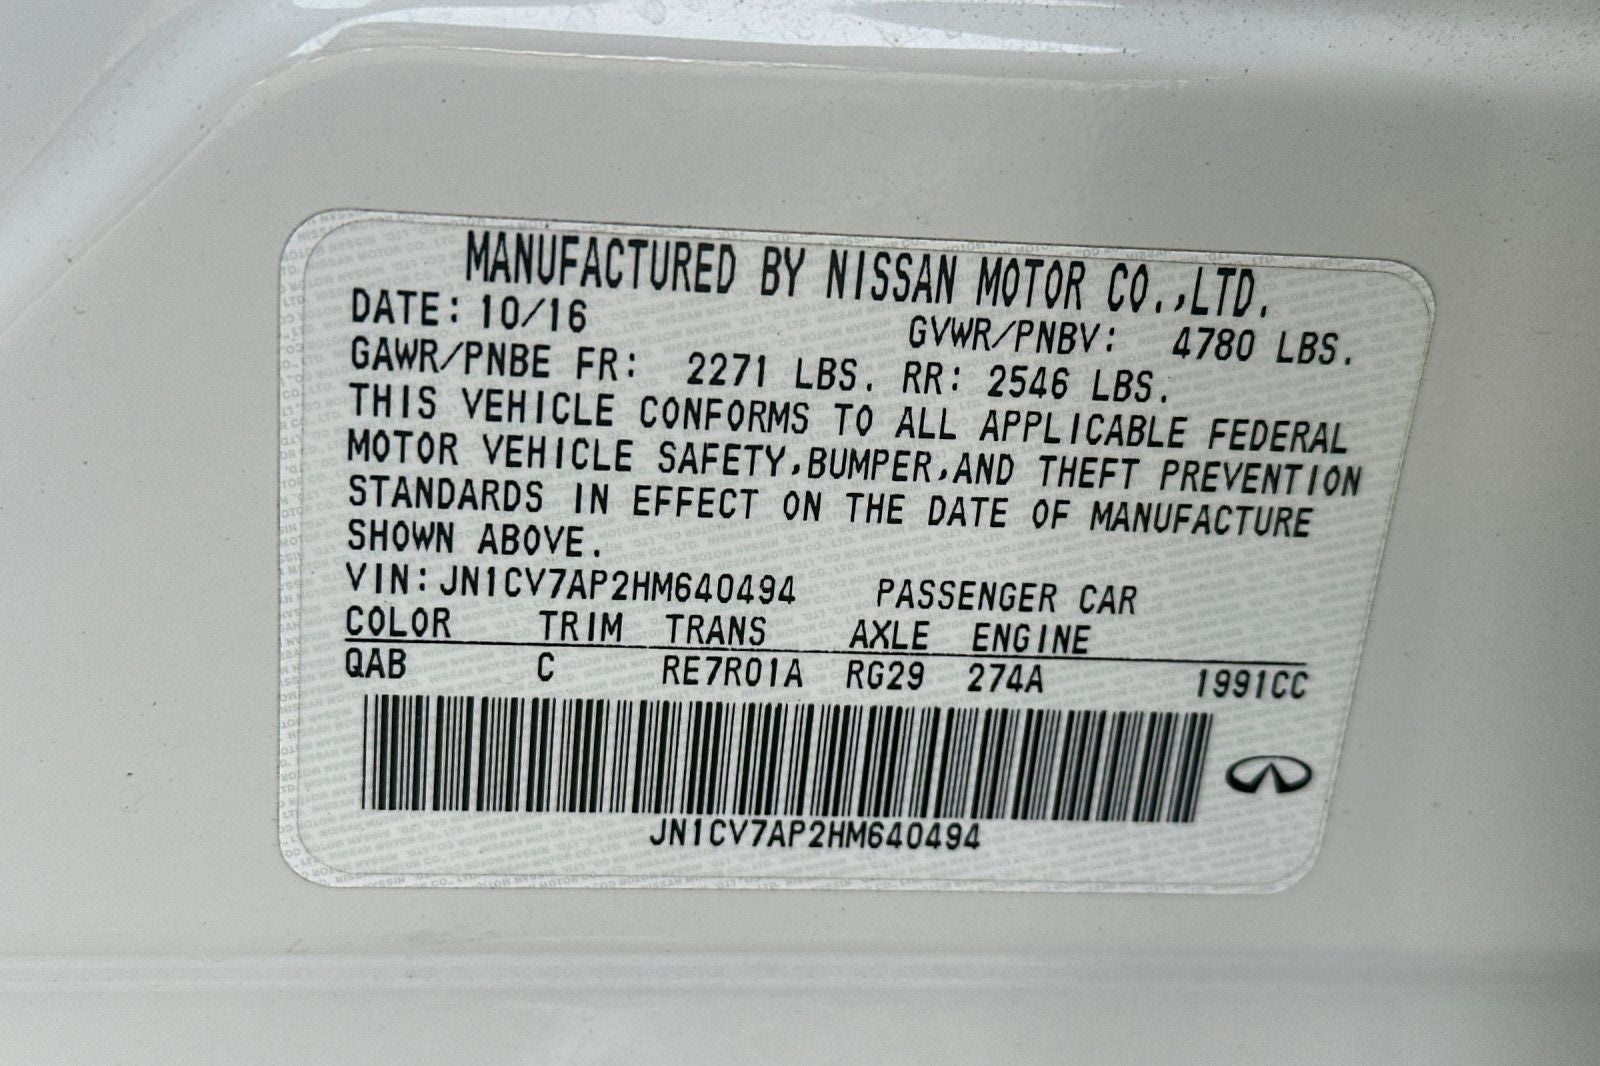 MANUFACTURED BY NISSAN MOTOR CO.,LTD.
DATE: 10/16 GVWR/PNBV: 4780 LBS.
GAWR/PNBE FR: 2271 LBS. RR: 2546 LBS.
THIS VEHICLE CONFORMS TO ALL APPLICABLE FEDERAL
MOTOR VEHICLE SAFETY,BUMPER,AND THEFT PREVENTION
STANDARDS IN EFFECT ON THE DATE OF MANUFACTURE
SHOWN ABOVE.
VIN: JN1CV7AP2HM640494 PASSENGER CAR
COLOR TRIM TRANS AXLE ENGINE
QAB C RE7R01A RG29 274A 1991CC
JN1CV7AP2HM640494